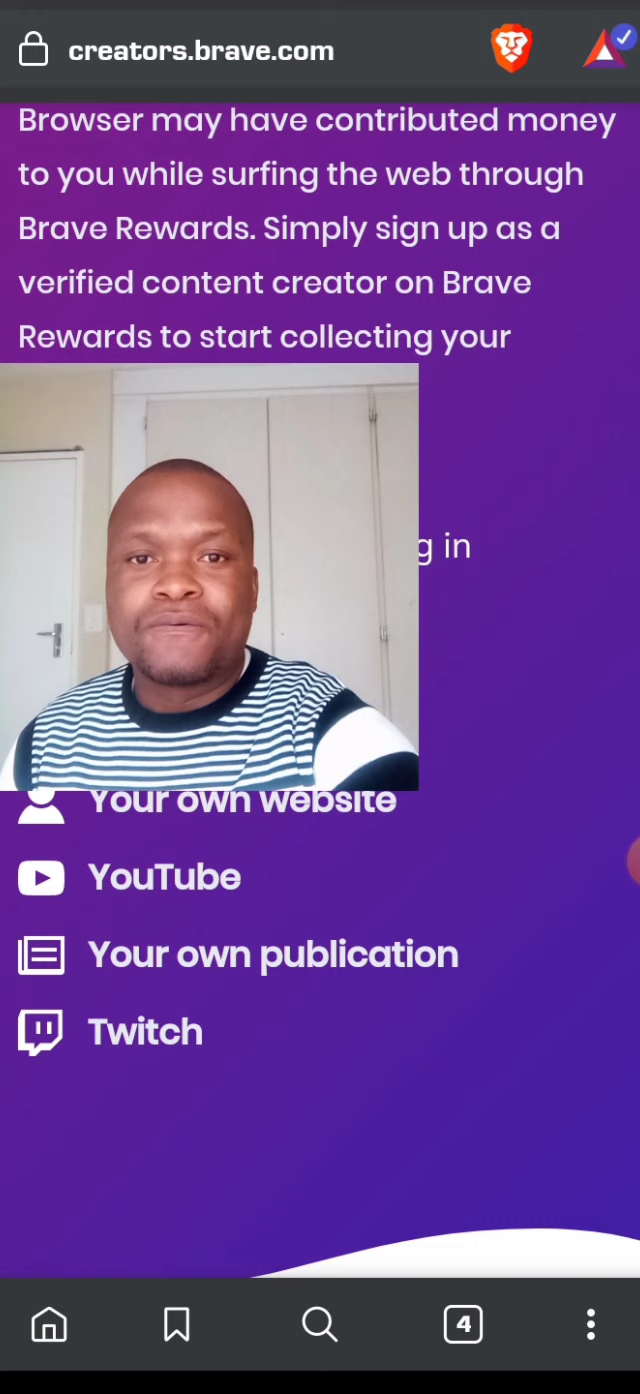 creators.brave.com
Browser may have contributed money
to you while surfing the web through
Brave Rewards. Simply sign up as a
verified content creator on Brave
Rewards to start collecting your
in
Your own website
YouTube
Your own publication
Twitch
4